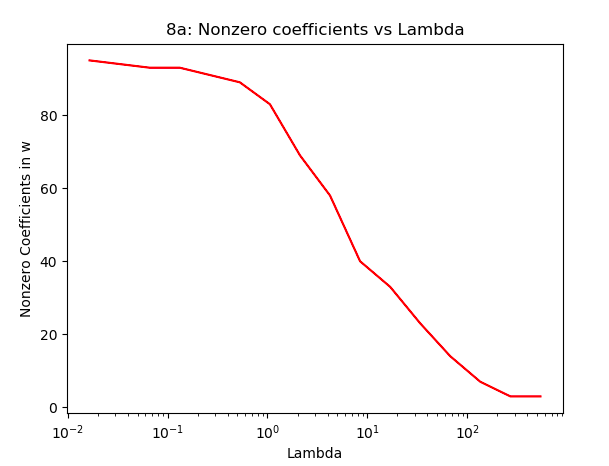 8a: Nonzero coefficients vs Lambda
Nonzero Coefficients in w
80
60
40
20
0
10⁻² 10⁻¹ 10⁰ 10¹ 10²
Lambda